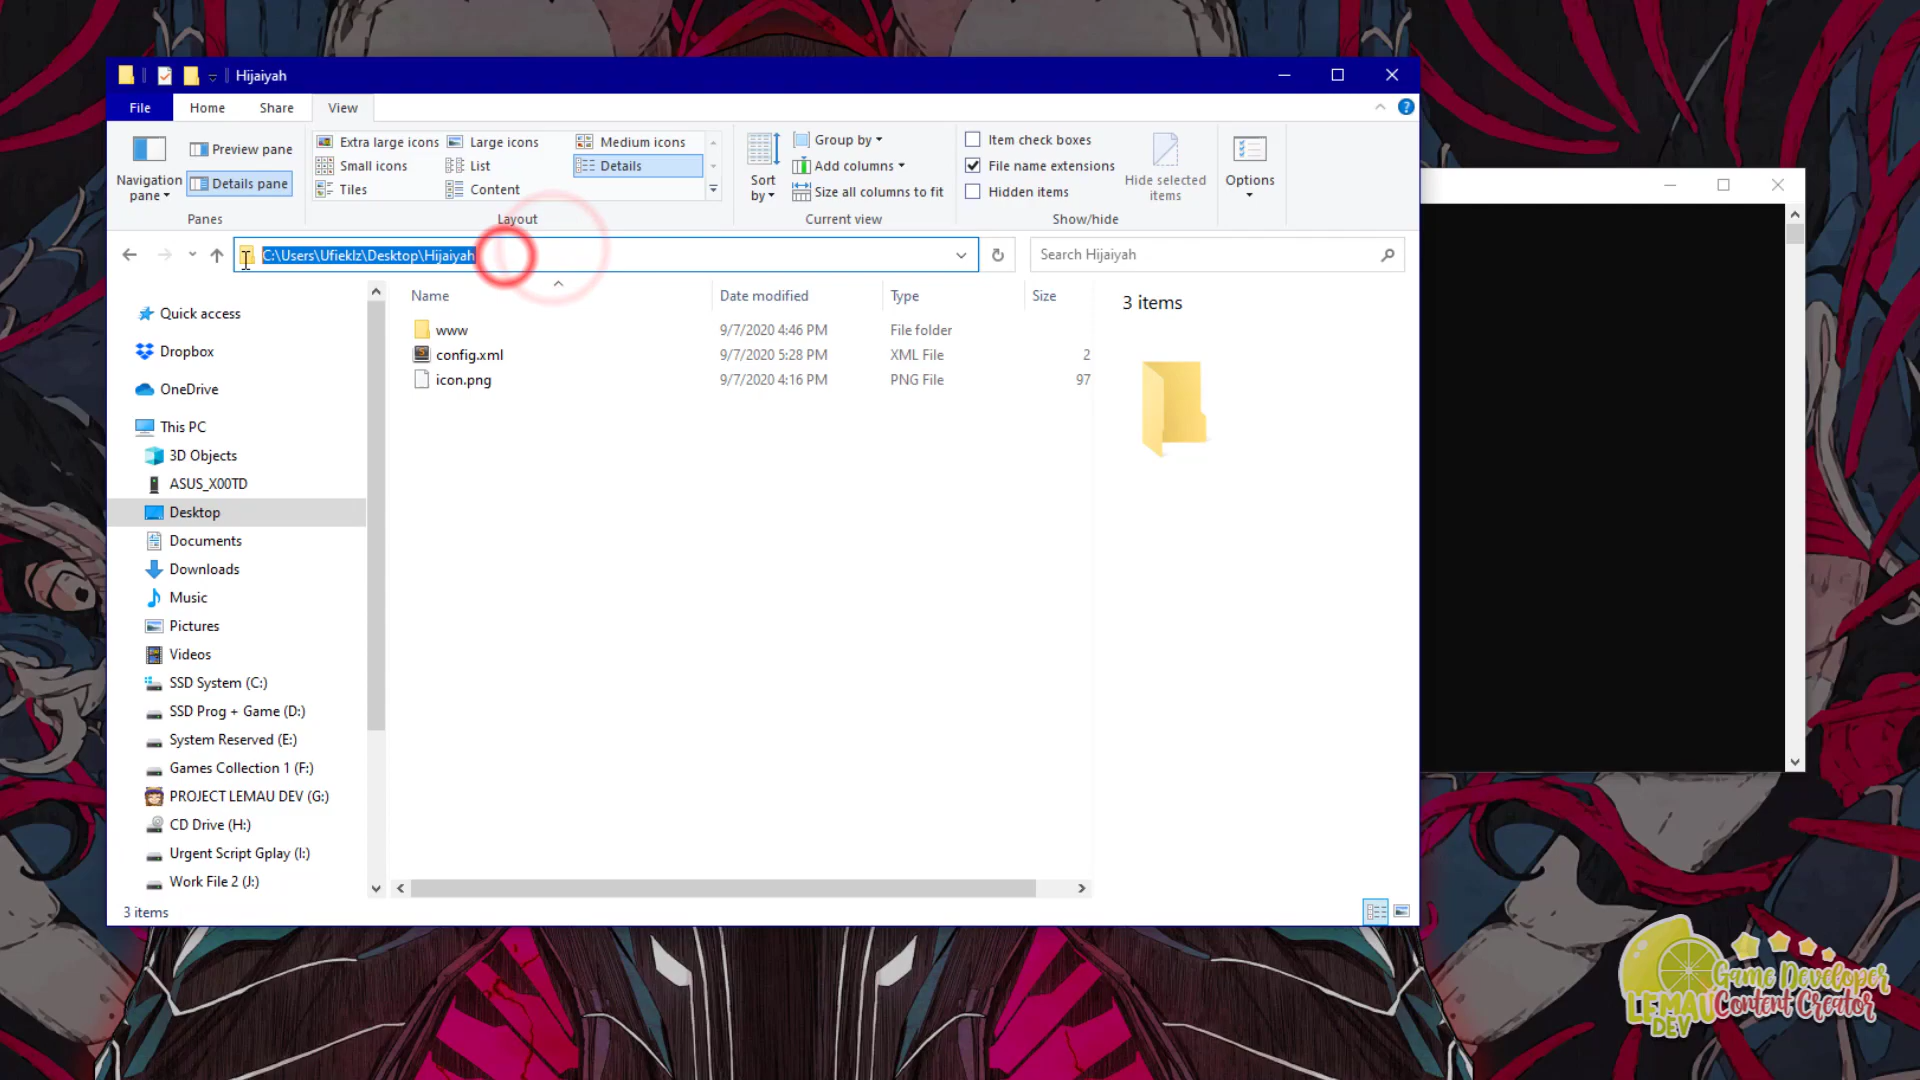 Hijaiyah
File Home Share View
Extra large icons Large icons Medium icons
Small icons List Details
Tiles Content
Navigation pane
Preview pane
Details pane
Panes
Layout
Sort by
Group by
Add columns
Size all columns to fit
Current view
Item check boxes
File name extensions
Hidden items
Hide selected items
Show/hide
Options
C:\Users\Ufieklz\Desktop\Hijaiyah
Search Hijaiyah
Name Date modified Type Size
www 9/7/2020 4:46 PM File folder
config.xml 9/7/2020 5:28 PM XML File 2
icon.png 9/7/2020 4:16 PM PNG File 97
3 items
Quick access
Dropbox
OneDrive
This PC
3D Objects
ASUS_X00TD
Desktop
Documents
Downloads
Music
Pictures
Videos
SSD System (C:)
SSD Prog + Game (D:)
System Reserved (E:)
Games Collection 1 (F:)
PROJECT LEMAU DEV (G:)
CD Drive (H:)
Urgent Script Gplay (I:)
Work File 2 (J:)
3 items
LEMAU DEV
Game Developer
Content Creator